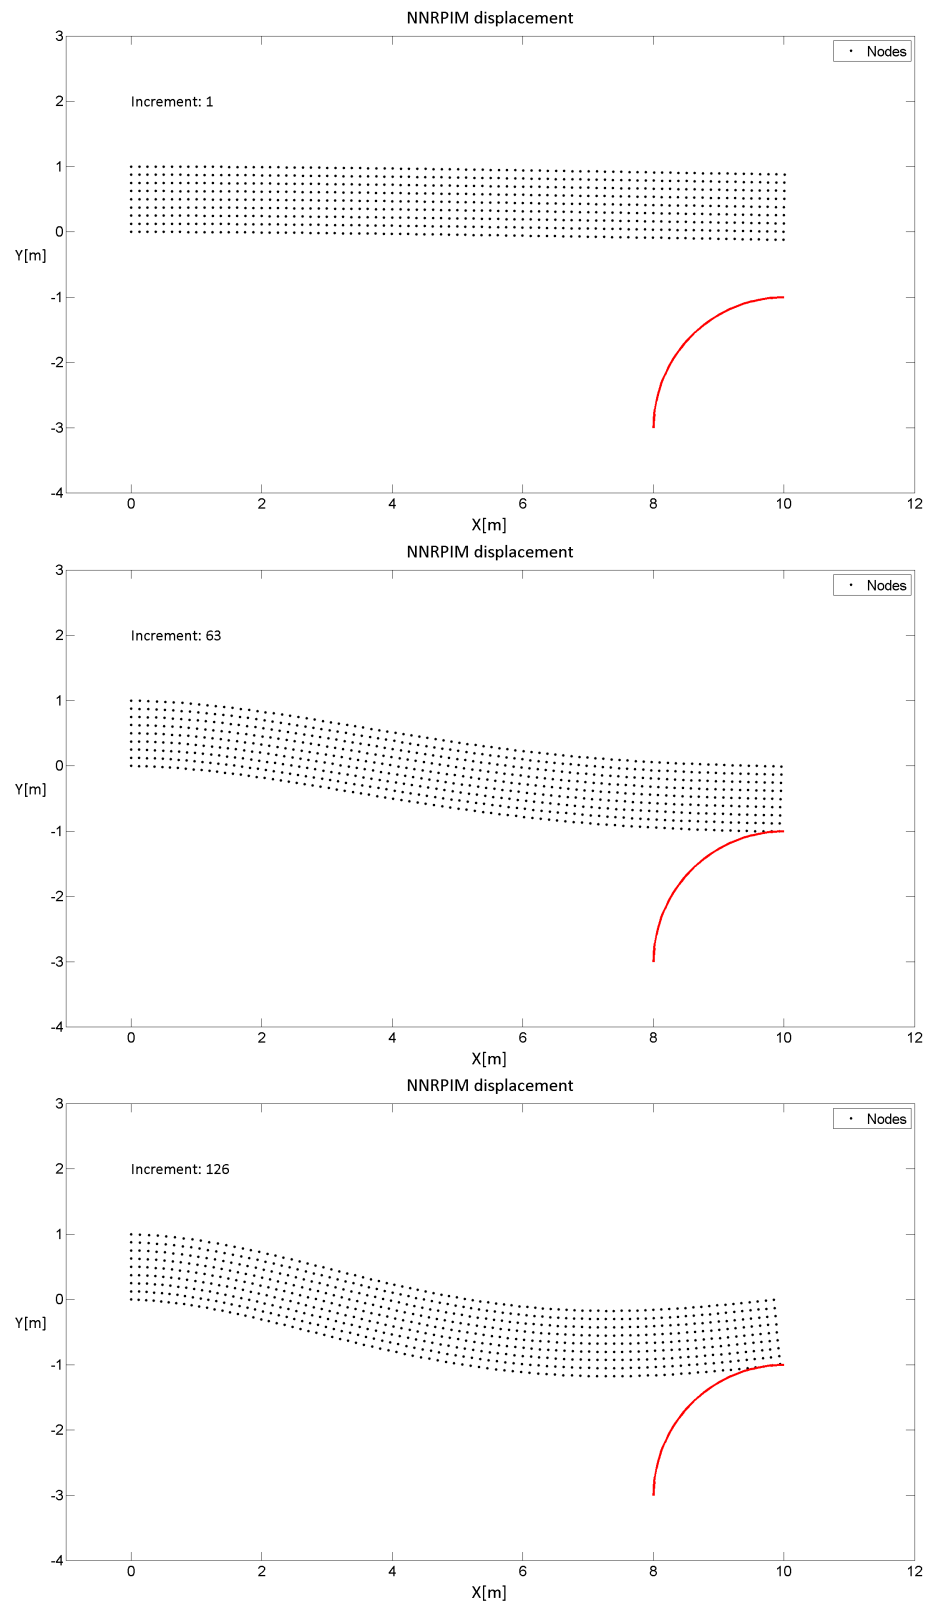 NNRPIM displacement
Nodes
Increment: 1
3
2
1
0
-1
-2
-3
-4
Y[m]
0 2 4 6 8 10 12
X[m]
NNRPIM displacement
Nodes
Increment: 63
3
2
1
0
-1
-2
-3
-4
Y[m]
0 2 4 6 8 10 12
X[m]
NNRPIM displacement
Nodes
Increment: 126
3
2
1
0
-1
-2
-3
-4
Y[m]
0 2 4 6 8 10 12
X[m]